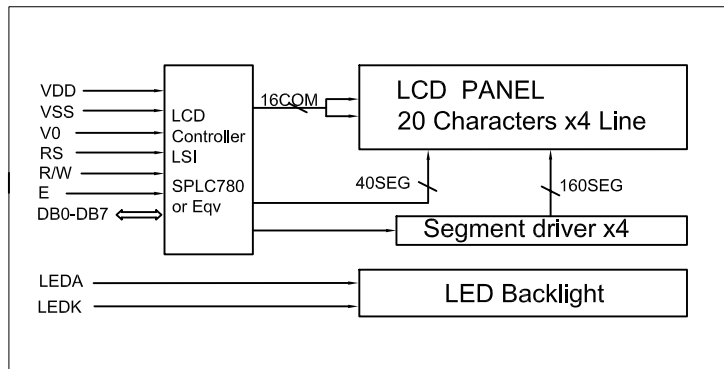 VDD
VSS
V0
RS
R/W
E
DB0-DB7
LCD
Controller
LSI
SPLC780
or Eqv
16COM
LCD PANEL
20 Characters x4 Line
40SEG
160SEG
Segment driver x4
LEDA
LEDK
LED Backlight